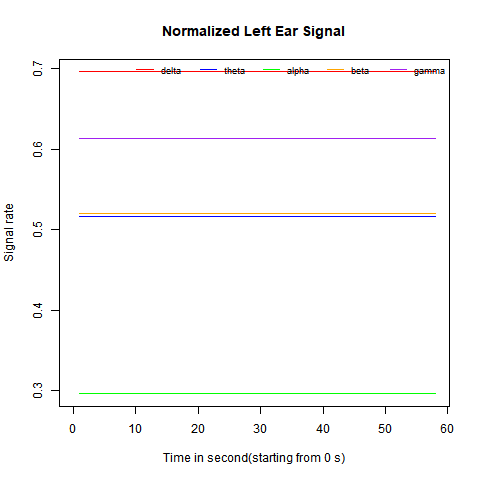 Normalized Left Ear Signal
delta theta alpha beta gamma
0.7
0.6
0.5
0.4
0.3
Signal rate
0 10 20 30 40 50 60
Time in second(starting from 0 s)